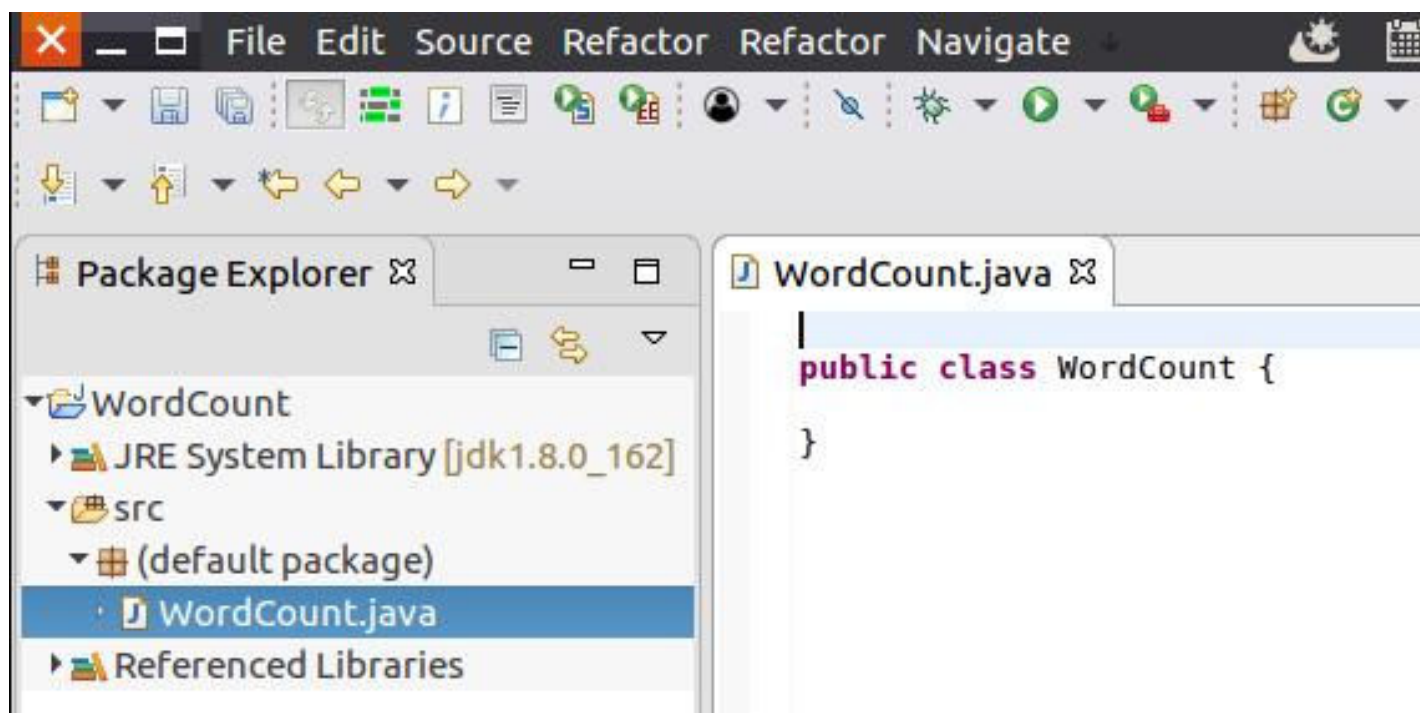 File Edit Source Refactor Refactor Navigate
Package Explorer
WordCount
JRE System Library [jdk1.8.0_162]
src
(default package)
WordCount.java
Referenced Libraries
WordCount.java
public class WordCount {
}